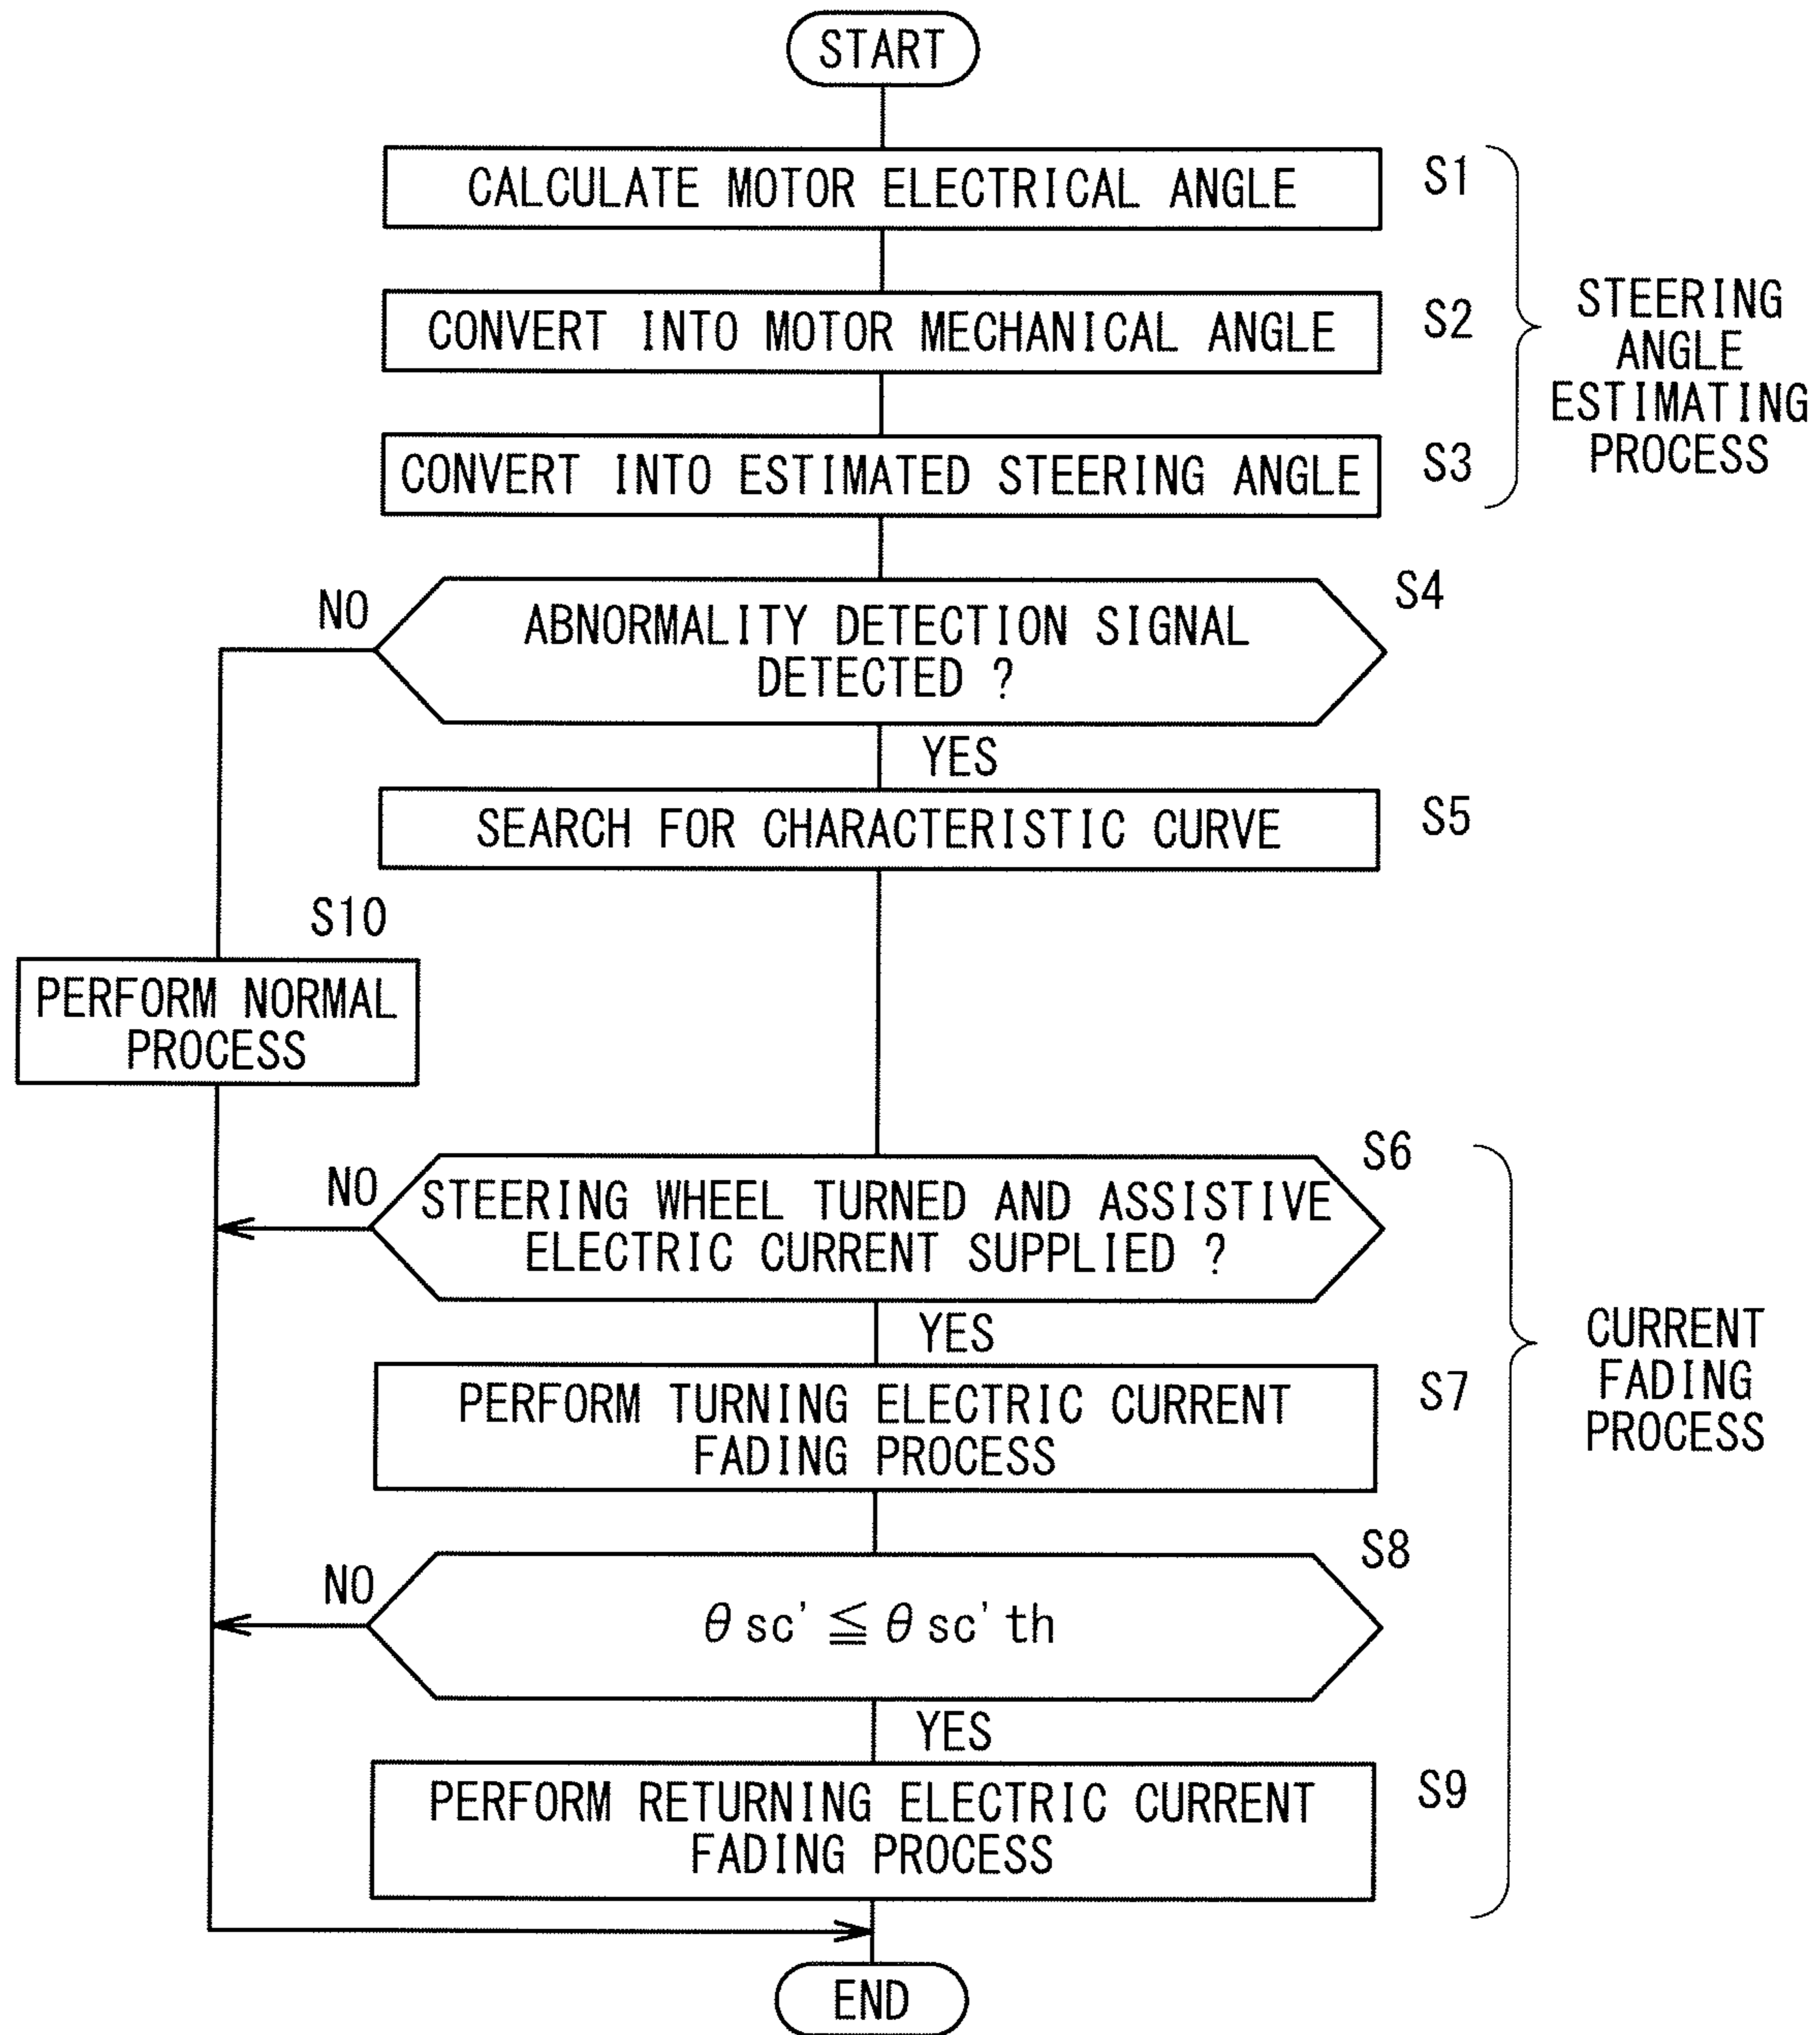 START
CALCULATE MOTOR ELECTRICAL ANGLE
S1
CONVERT INTO MOTOR MECHANICAL ANGLE
S2
CONVERT INTO ESTIMATED STEERING ANGLE
S3
STEERING
ANGLE
ESTIMATING
PROCESS
S4
NO
ABNORMALITY DETECTION SIGNAL
DETECTED ?
YES
SEARCH FOR CHARACTERISTIC CURVE
S5
S10
PERFORM NORMAL
PROCESS
S6
NO
STEERING WHEEL TURNED AND ASSISTIVE
ELECTRIC CURRENT SUPPLIED ?
YES
PERFORM TURNING ELECTRIC CURRENT
FADING PROCESS
S7
CURRENT
FADING
PROCESS
S8
NO
θsc' ≦ θsc'th
YES
PERFORM RETURNING ELECTRIC CURRENT
FADING PROCESS
S9
END